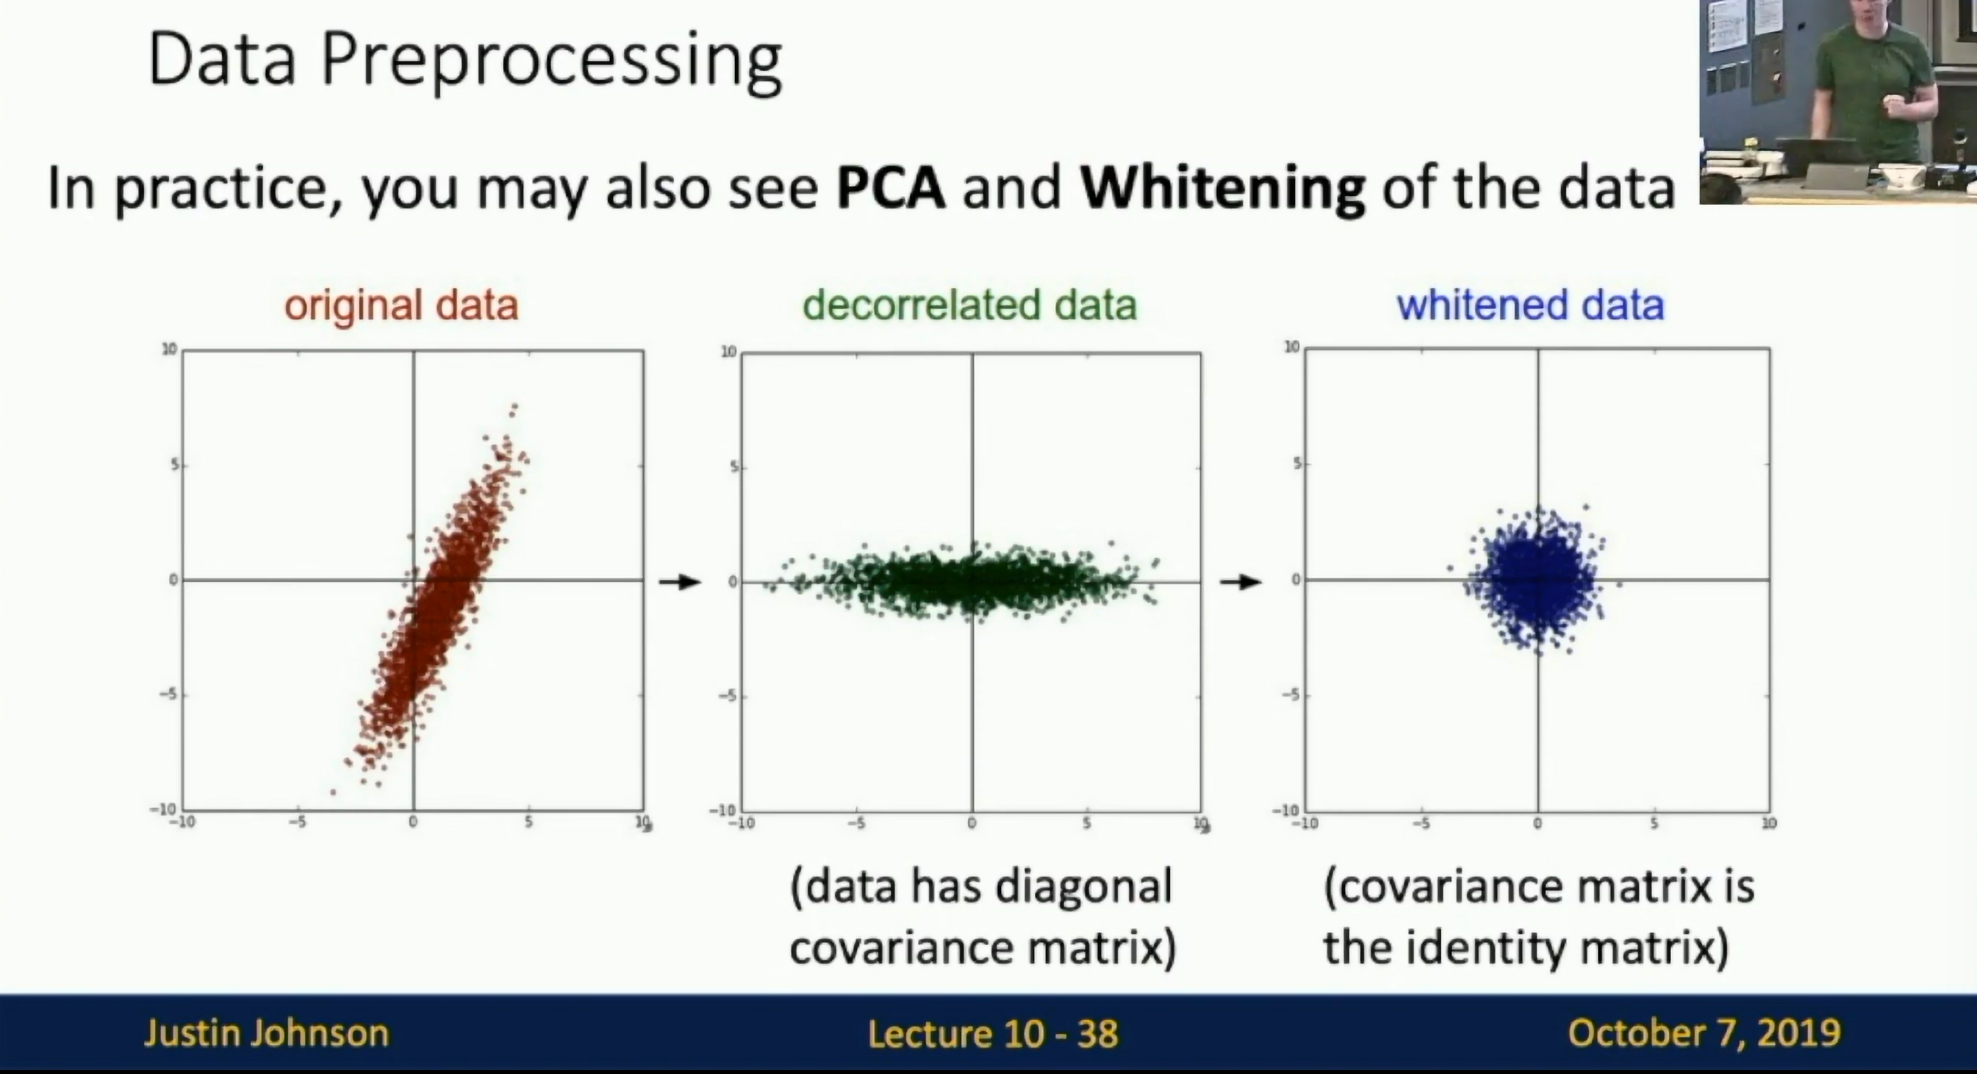 Data Preprocessing
In practice, you may also see PCA and Whitening of the data
original data
decorrelated data
whitened data
10
5
0
−5
−10
−10
−5
0
5
10
10
5
0
−5
−10
−10
−5
0
5
10
10
5
0
−5
−10
−10
−5
0
5
10
(data has diagonal
covariance matrix)
(covariance matrix is
the identity matrix)
Justin Johnson
Lecture 10 - 38
October 7, 2019